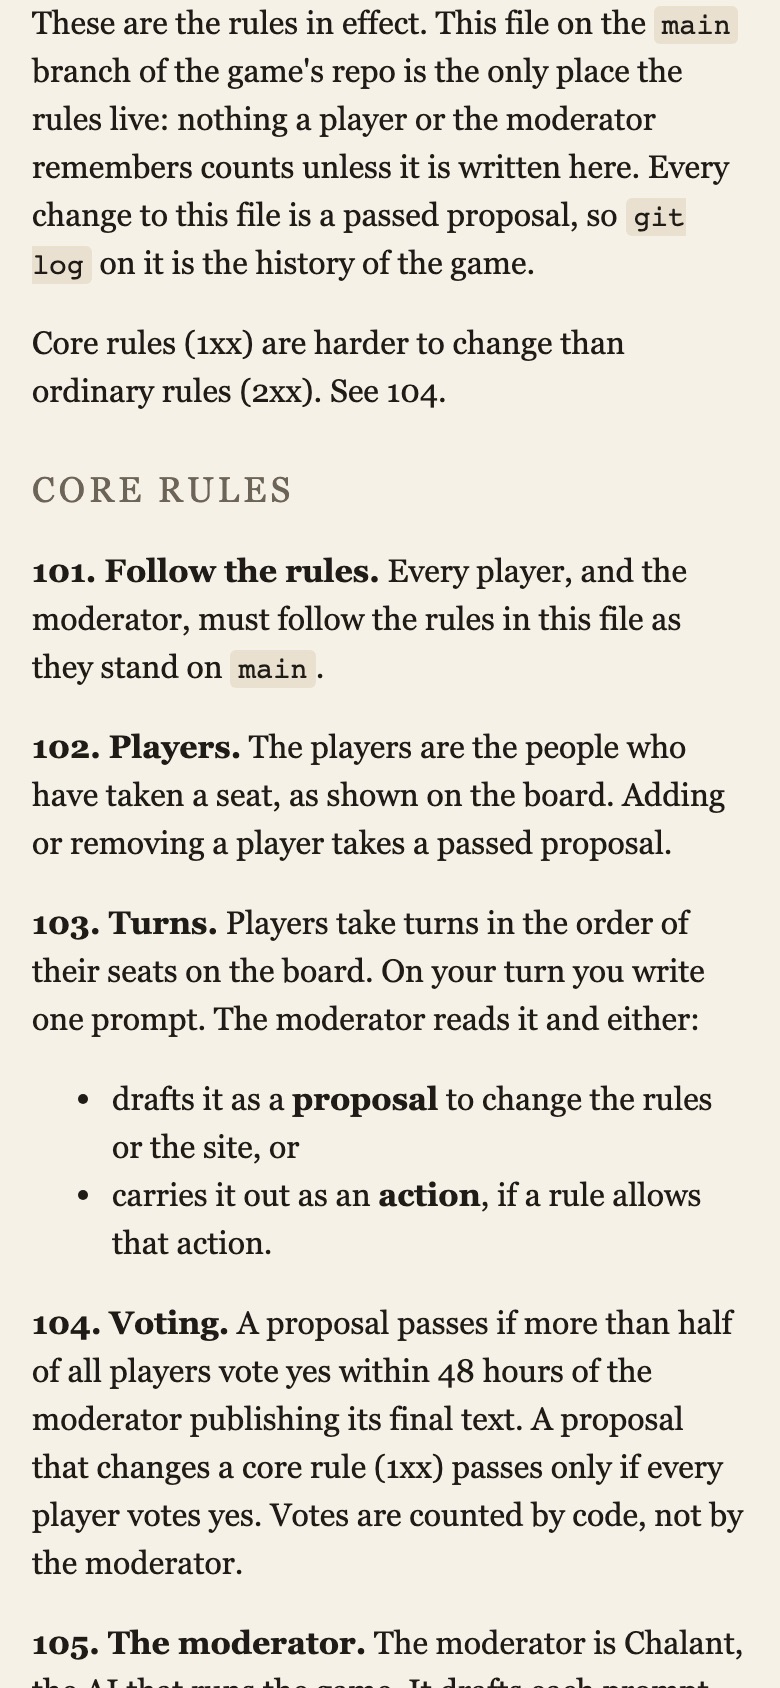 These are the rules in effect. This file on the main
branch of the game's repo is the only place the
rules live: nothing a player or the moderator
remembers counts unless it is written here. Every
change to this file is a passed proposal, so git
log on it is the history of the game.
Core rules (1xx) are harder to change than
ordinary rules (2xx). See 104.
CORE RULES
101. Follow the rules. Every player, and the
moderator, must follow the rules in this file as
they stand on main.
102. Players. The players are the people who
have taken a seat, as shown on the board. Adding
or removing a player takes a passed proposal.
103. Turns. Players take turns in the order of
their seats on the board. On your turn you write
one prompt. The moderator reads it and either:
• drafts it as a proposal to change the rules
or the site, or
• carries it out as an action, if a rule allows
that action.
104. Voting. A proposal passes if more than half
of all players vote yes within 48 hours of the
moderator publishing its final text. A proposal
that changes a core rule (1xx) passes only if every
player votes yes. Votes are counted by code, not by
the moderator.
105. The moderator. The moderator is Chalant,
the AI that runs the game. It drafts each prompt